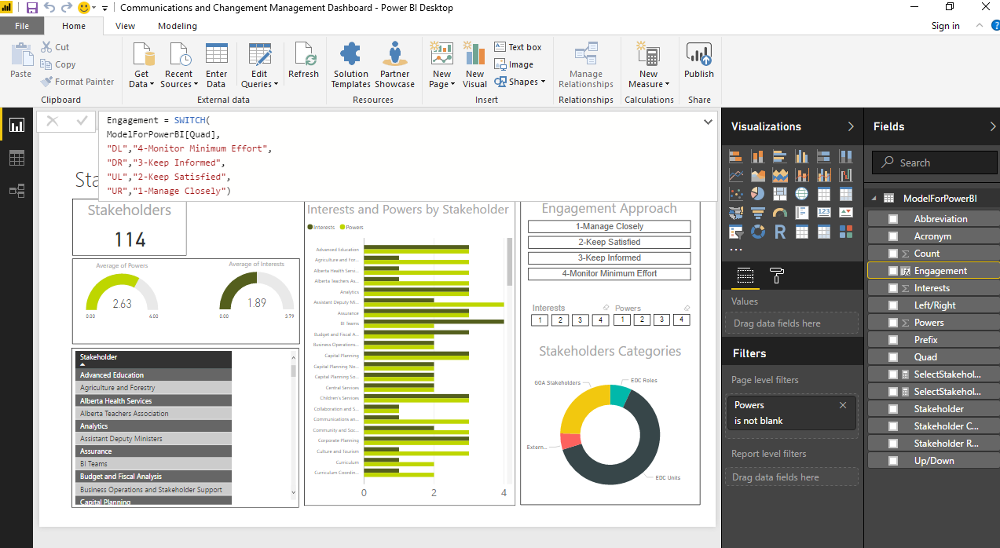 Communications and Changement Management Dashboard - Power BI Desktop
File Home View Modeling Sign in
Paste
Cut
Copy
Format Painter
Clipboard
Get Data
Recent Sources
Enter Data
Edit Queries
External data
Refresh
Solution Templates
Partner Showcase
Resources
New Page
New Visual
Text box
Image
Shapes
Insert
Manage Relationships
Relationships
New Measure
Calculations
Publish
Share
Engagement = SWITCH(
ModelForPowerBI[Quad],
"DL","4-Monitor Minimum Effort",
"DR","3-Keep Informed",
"UL","2-Keep Satisfied",
"UR","1-Manage Closely")
Sta
Stakeholders
114
Average of Powers
2.63
0.00 4.00
Average of Interests
1.89
0.00 3.79
Stakeholder
Advanced Education
Agriculture and Forestry
Alberta Health Services
Alberta Teachers Association
Analytics
Assistant Deputy Ministers
Assurance
BI Teams
Budget and Fiscal Analysis
Business Operations and Stakeholder Support
Capital Planning
Interests and Powers by Stakeholder
Interests Powers
Advanced Education
Agriculture and For...
Alberta Health Servi...
Alberta Teachers As...
Analytics
Assistant Deputy Mi...
Assurance
BI Teams
Budget and Fiscal A...
Business Operations...
Capital Planning
Capital Planning No...
Capital Planning So...
Central Services
Children's Services
Collaboration and S...
Communications an...
Community and Soc...
Corporate Planning
Culture and Tourism
Curriculum
Curriculum Coordin...
0 2 4
Engagement Approach
1-Manage Closely
2-Keep Satisfied
3-Keep Informed
4-Monitor Minimum Effort
Interests
1 2 3 4
Powers
1 2 3 4
Stakeholders Categories
GOA Stakeholders
EDC Roles
Extern...
EDC Units
Visualizations
R
123
...
Values
Drag data fields here
Filters
Page level filters
Powers
is not blank
Report level filters
Drag data fields here
Fields
Search
ModelForPowerBI
Abbreviation
Acronym
Count
Engagement
Interests
Left/Right
Powers
Prefix
Quad
SelectStakehol...
SelectStakehol...
Stakeholder
Stakeholder C...
Stakeholder R...
Up/Down